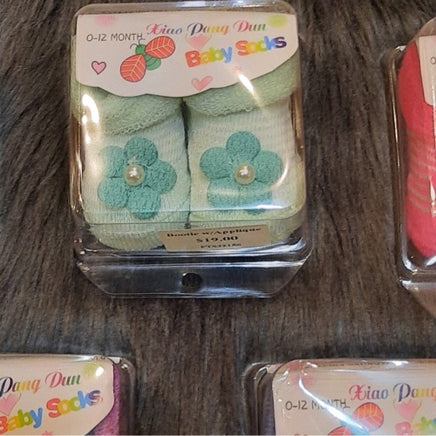 Xiao Pang Dun
0-12 MONTH
Baby Socks
Bootie w/Applique
$19.00
Pang Dun
Baby Socks
Xiao Pang
0-12 MONTH